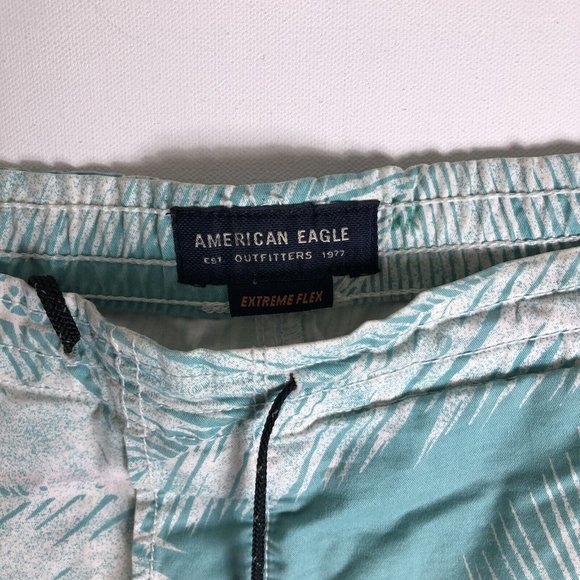 AMERICAN EAGLE
EST. OUTFITTERS 1977
EXTREME FLEX